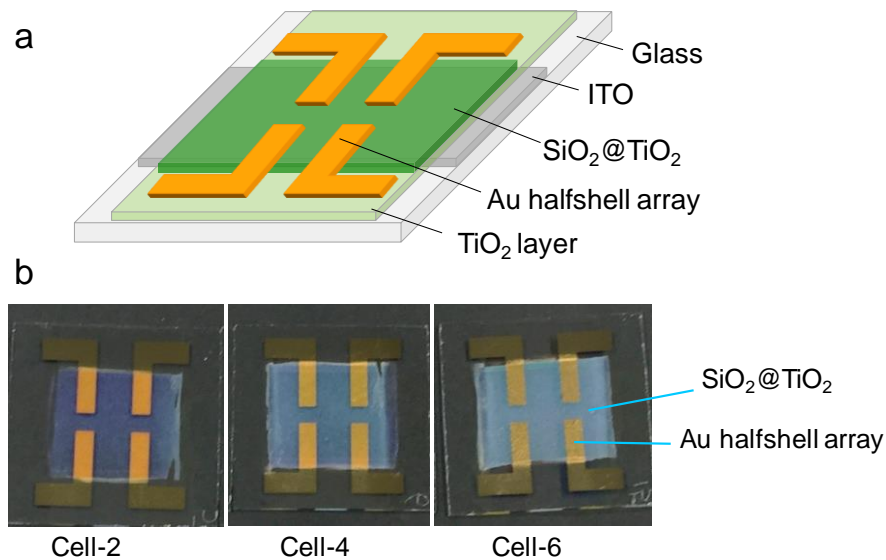 a
Glass
ITO
SiO₂@TiO₂
Au halfshell array
TiO₂ layer
b
SiO₂@TiO₂
Au halfshell array
Cell-2
Cell-4
Cell-6